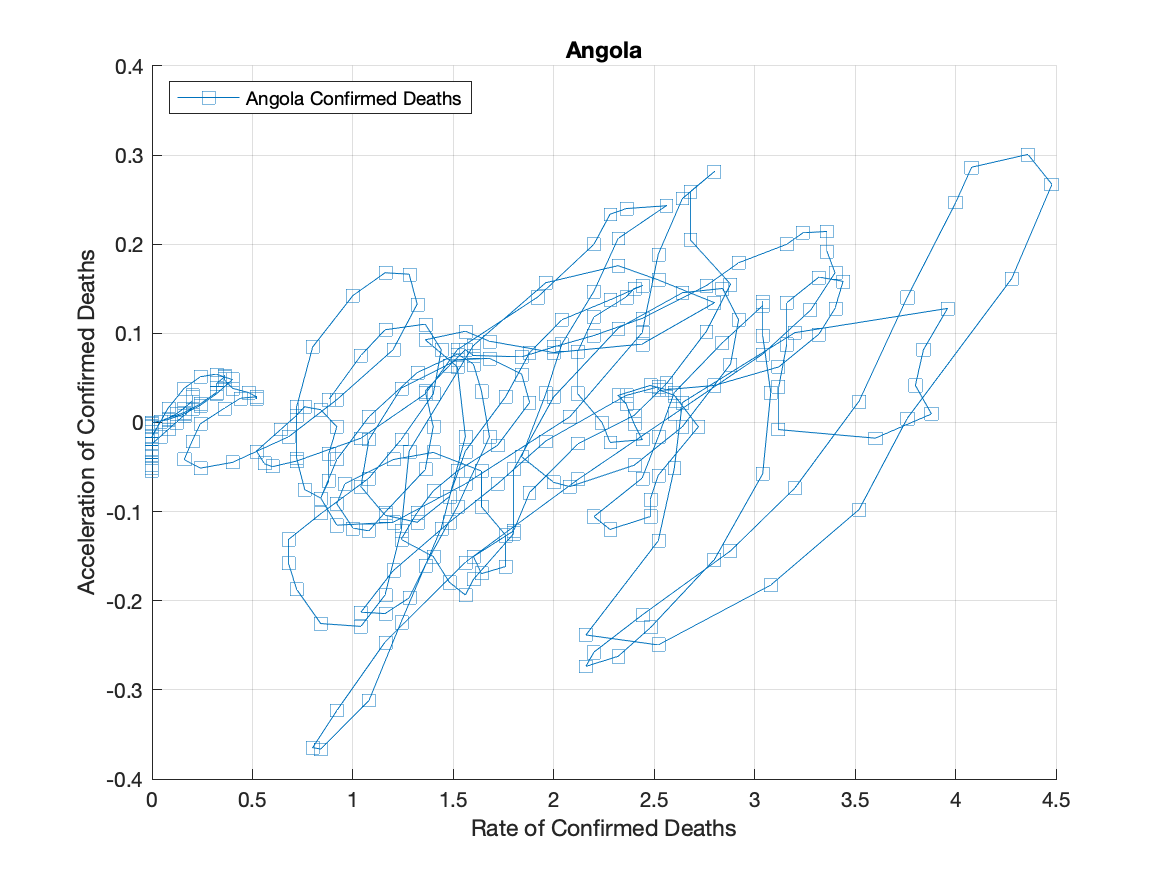 Angola
Angola Confirmed Deaths
Acceleration of Confirmed Deaths
0.4
0.3
0.2
0.1
0
-0.1
-0.2
-0.3
-0.4
0 0.5 1 1.5 2 2.5 3 3.5 4 4.5
Rate of Confirmed Deaths